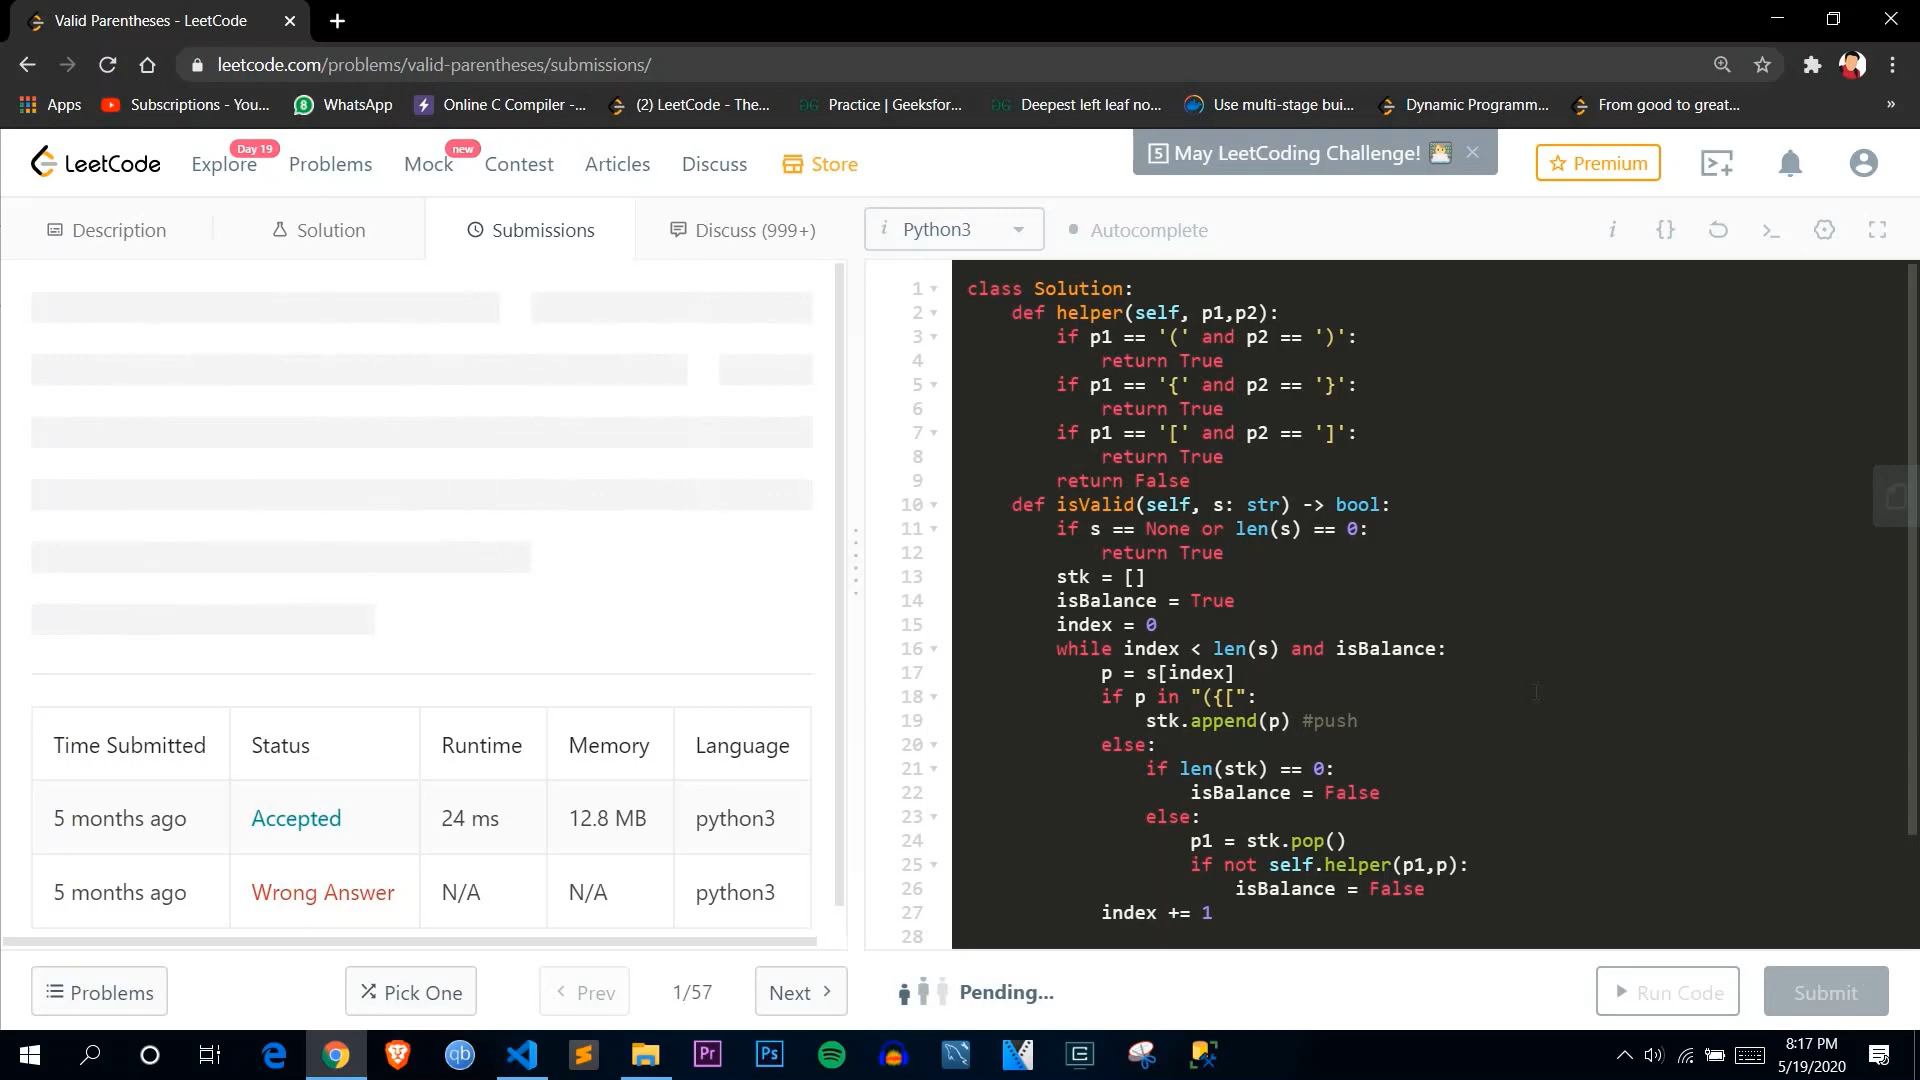 Valid Parentheses - LeetCode
leetcode.com/problems/valid-parentheses/submissions/
Apps Subscriptions - You... WhatsApp Online C Compiler -... (2) LeetCode - The... Practice | Geeksfor... Deepest left leaf no... Use multi-stage bui... Dynamic Programm... From good to great... »
LeetCode Explore Day 19 Problems Mock new Contest Articles Discuss Store 5 May LeetCoding Challenge! Premium
Description Solution Submissions Discuss (999+) i Python3 Autocomplete
1 class Solution:
2 def helper(self, p1,p2):
3 if p1 == '(' and p2 == ')':
4 return True
5 if p1 == '{' and p2 == '}':
6 return True
7 if p1 == '[' and p2 == ']':
8 return True
9 return False
10 def isValid(self, s: str) -> bool:
11 if s == None or len(s) == 0:
12 return True
13 stk = []
14 isBalance = True
15 index = 0
16 while index < len(s) and isBalance:
17 p = s[index]
18 if p in "({[":
19 stk.append(p) #push
20 else:
21 if len(stk) == 0:
22 isBalance = False
23 else:
24 p1 = stk.pop()
25 if not self.helper(p1,p):
26 isBalance = False
27 index += 1
28
Time Submitted Status Runtime Memory Language
5 months ago Accepted 24 ms 12.8 MB python3
5 months ago Wrong Answer N/A N/A python3
Problems Pick One Prev 1/57 Next Pending... Run Code Submit
8:17 PM
5/19/2020